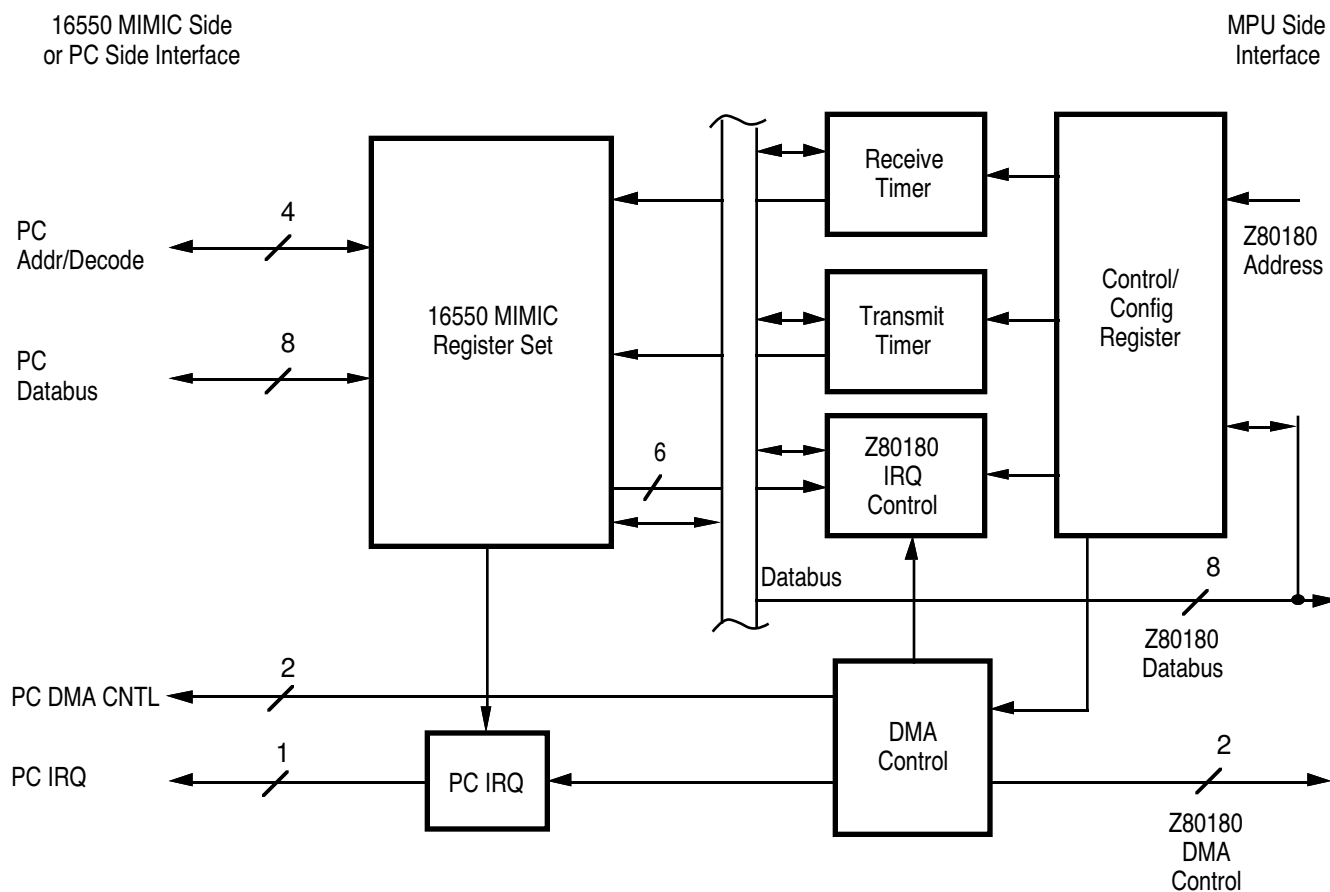 16550 MIMIC Side
or PC Side Interface
MPU Side
Interface
PC
Addr/Decode
4
PC
Databus
8
16550 MIMIC
Register Set
6
Receive
Timer
Transmit
Timer
Z80180
IRQ
Control
Control/
Config
Register
Z80180
Address
Databus
8
Z80180
Databus
PC DMA CNTL
2
PC IRQ
1
PC IRQ
DMA
Control
2
Z80180
DMA
Control